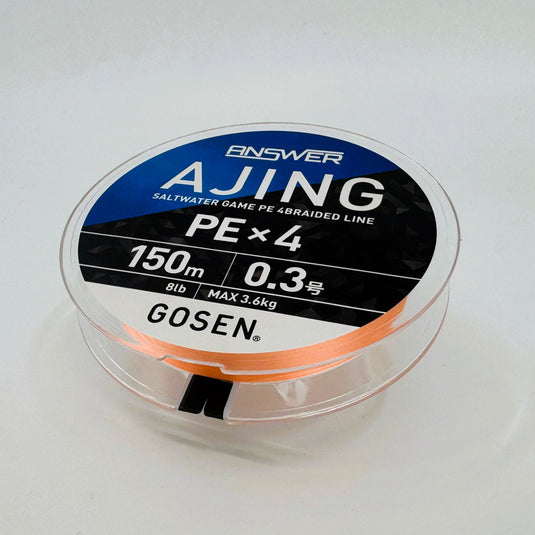 ANSWER
AJING
SALTWATER GAME PE 4BRAIDED LINE
PE×4
150m 0.3号
8lb MAX 3.6kg
GOSEN®